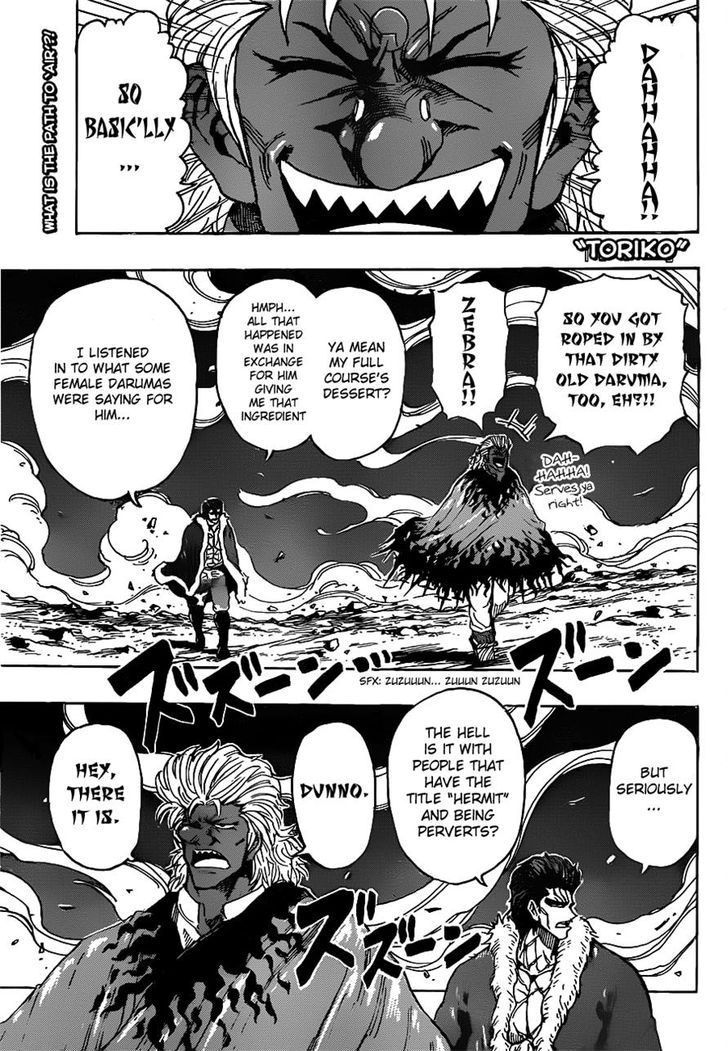 DAHHAHHA!!
SO
BASIC'LLY
...
WHAT IS THE PATH TO 'AIR'?!
"TORIKO"
SO YOU GOT
ROPED IN BY
THAT DIRTY
OLD DARUMA,
TOO, EH?!!
ZEBRA!!
DAH-
HAHHA!
Serves ya
right!
YA MEAN
MY FULL
COURSE'S
DESSERT?
HMPH...
ALL THAT
HAPPENED
WAS IN
EXCHANGE
FOR HIM
GIVING
ME THAT
INGREDIENT
I LISTENED
IN TO WHAT SOME
FEMALE DARUMAS
WERE SAYING FOR
HIM...
ズズーン
ズーン
SFX: ZUZUUUN... ZUUUN ZUZUUN
BUT
SERIOUSLY
...
THE HELL
IS IT WITH
PEOPLE THAT
HAVE THE
TITLE "HERMIT"
AND BEING
PERVERTS?
DUNNO.
HEY,
THERE
IT IS.
ズズーン